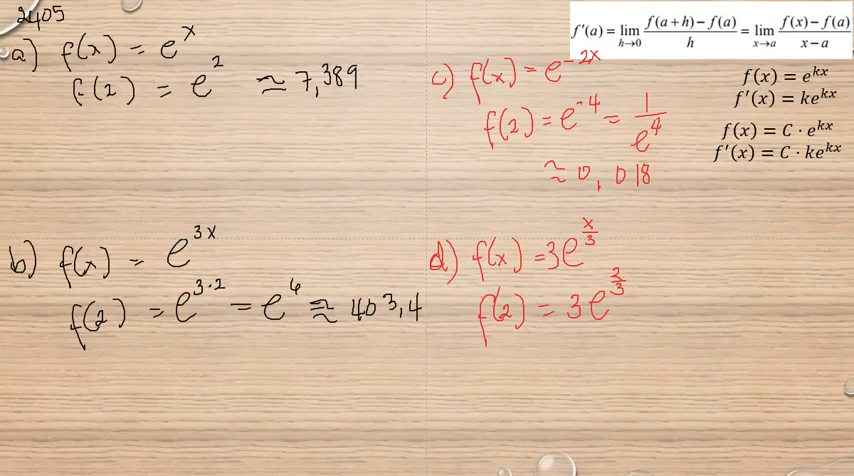 2405
a) f(x) = e^x
f(2) = e^2 ≈ 7,389
b) f(x) = e^{3x}
f(2) = e^{3·2} = e^6 ≈ 403,4
c) f(x) = e^{-2x}
f(2) = e^{-4} = 1/e^4
≈ 0,018
d) f(x) = 3e^{x/3}
f(2) = 3e^{2/3}
f'(a) = lim_{h→0} (f(a+h) − f(a))/h = lim_{x→a} (f(x) − f(a))/(x − a)
f(x) = e^{kx}
f'(x) = ke^{kx}
f(x) = C · e^{kx}
f'(x) = C · ke^{kx}